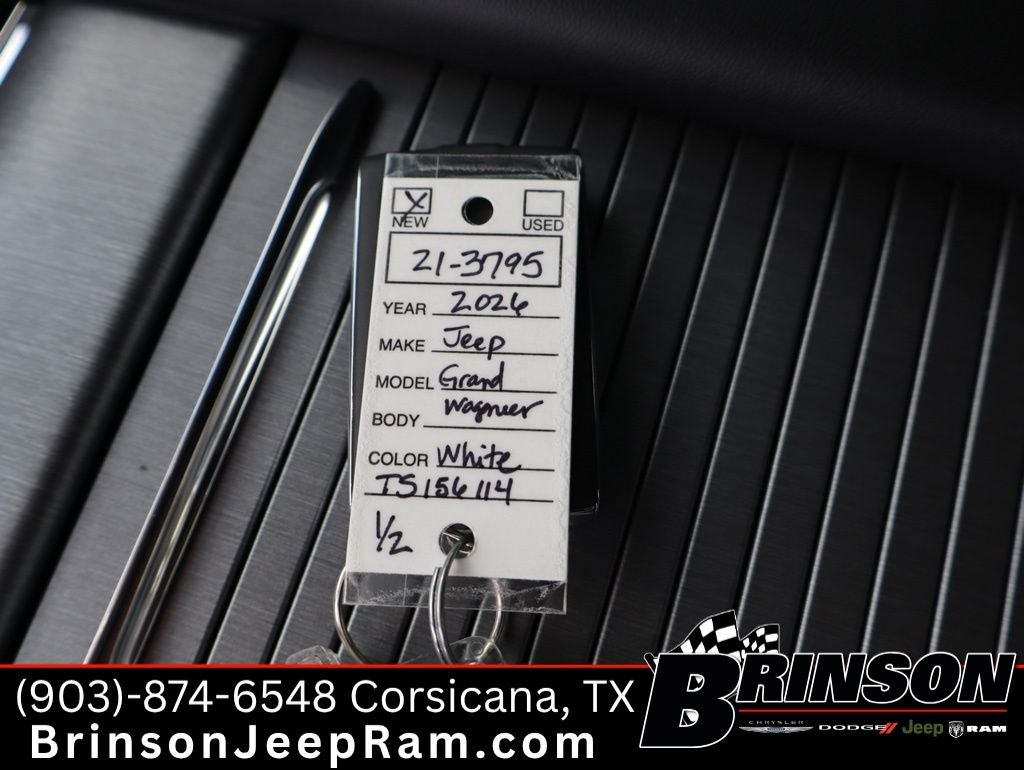 X
NEW USED
21-3795
YEAR 2026
MAKE Jeep
MODEL Grand
Wagoneer
BODY
COLOR White
TS156114
1/2
(903)-874-6548 Corsicana, TX
BrinsonJeepRam.com
BRINSON
CHRYSLER DODGE// Jeep RAM